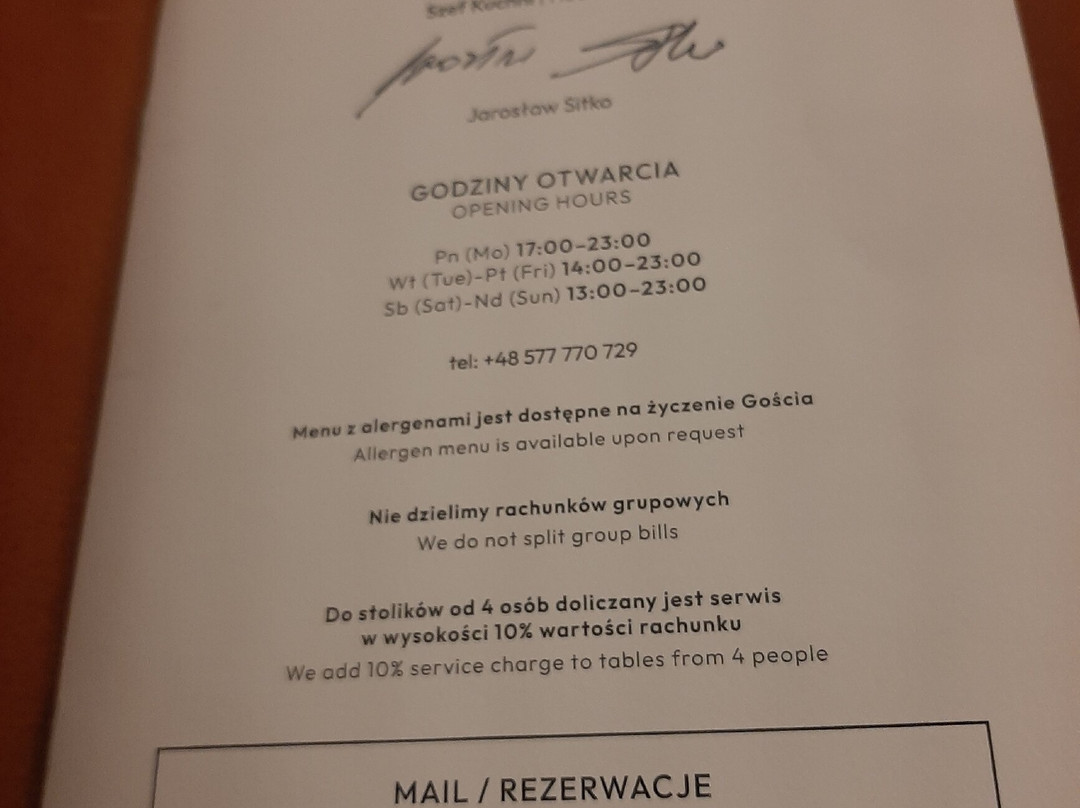 Szef Kuchni
Jarosław Sitko
GODZINY OTWARCIA
OPENING HOURS
Pn (Mo) 17:00–23:00
Wt (Tue)-Pt (Fri) 14:00–23:00
Sb (Sat)-Nd (Sun) 13:00–23:00
tel: +48 577 770 729
Menu z alergenami jest dostępne na życzenie Gościa
Allergen menu is available upon request
Nie dzielimy rachunków grupowych
We do not split group bills
Do stolików od 4 osób doliczany jest serwis
w wysokości 10% wartości rachunku
We add 10% service charge to tables from 4 people
MAIL / REZERWACJE